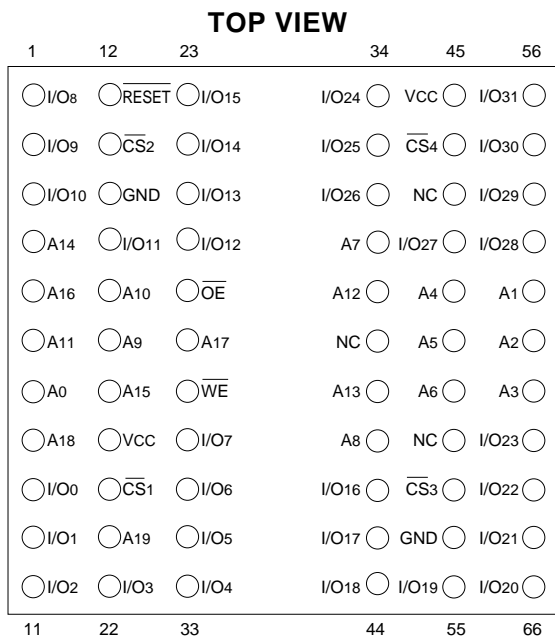 TOP VIEW
1 12 23 34 45 56
I/O8 RESET I/O15 I/O24 VCC I/O31
I/O9 CS2 I/O14 I/O25 CS4 I/O30
I/O10 GND I/O13 I/O26 NC I/O29
A14 I/O11 I/O12 A7 I/O27 I/O28
A16 A10 OE A12 A4 A1
A11 A9 A17 NC A5 A2
A0 A15 WE A13 A6 A3
A18 VCC I/O7 A8 NC I/O23
I/O0 CS1 I/O6 I/O16 CS3 I/O22
I/O1 A19 I/O5 I/O17 GND I/O21
I/O2 I/O3 I/O4 I/O18 I/O19 I/O20
11 22 33 44 55 66